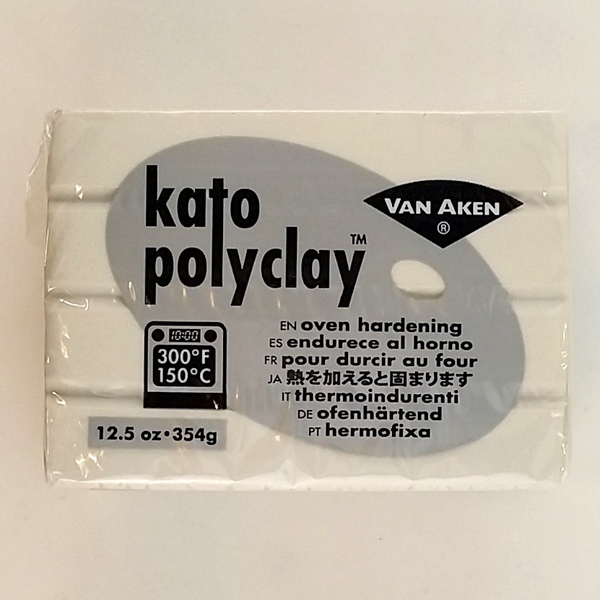 kato
polyclay™
VAN AKEN
®
10:00
300°F
150°C
EN oven hardening
ES endurece al horno
FR pour durcir au four
JA 熱を加えると固まります
IT thermoindurenti
DE ofenhärtend
PT hermofixa
12.5 oz•354g